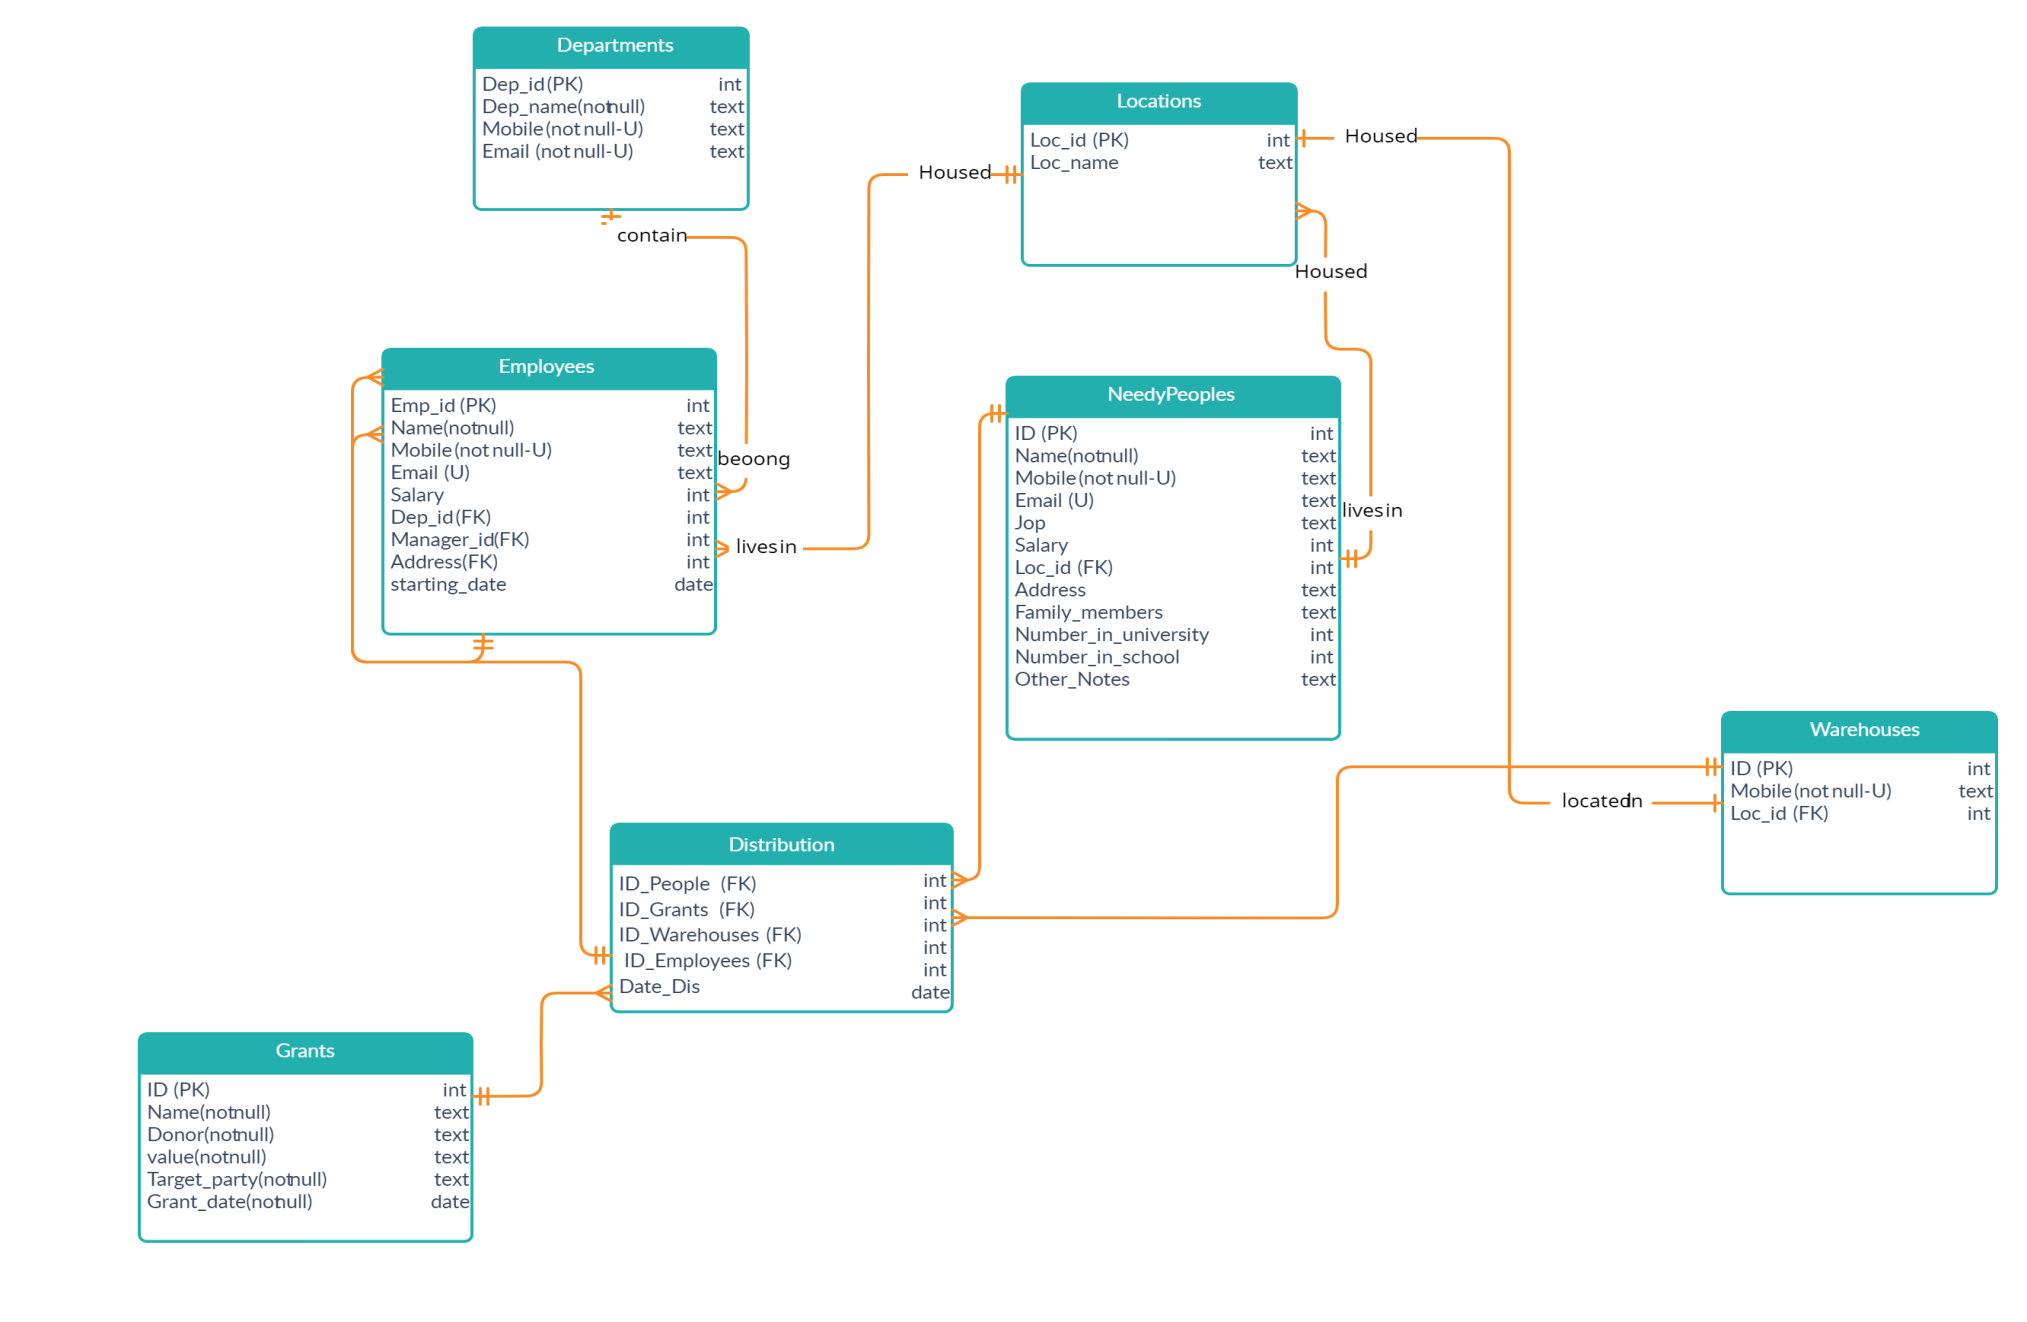 Departments
Dep_id(PK) int
Dep_name(notnull) text
Mobile(not null-U) text
Email (not null-U) text
contain
Locations
Loc_id (PK) int
Loc_name text
Housed
Housed
Housed
Employees
Emp_id (PK) int
Name(notnull) text
Mobile(not null-U) text
Email (U) text
Salary int
Dep_id(FK) int
Manager_id(FK) int
Address(FK) int
starting_date date
beoong
livesin
NeedyPeoples
ID (PK) int
Name(notnull) text
Mobile(not null-U) text
Email (U) text
Jop text
Salary int
Loc_id (FK) int
Address text
Family_members text
Number_in_university int
Number_in_school int
Other_Notes text
livesin
Warehouses
ID (PK) int
Mobile(not null-U) text
Loc_id (FK) int
locatedin
Distribution
ID_People (FK) int
ID_Grants (FK) int
ID_Warehouses (FK) int
ID_Employees (FK) int
int
Date_Dis date
Grants
ID (PK) int
Name(notnull) text
Donor(notnull) text
value(notnull) text
Target_party(notnull) text
Grant_date(notnull) date